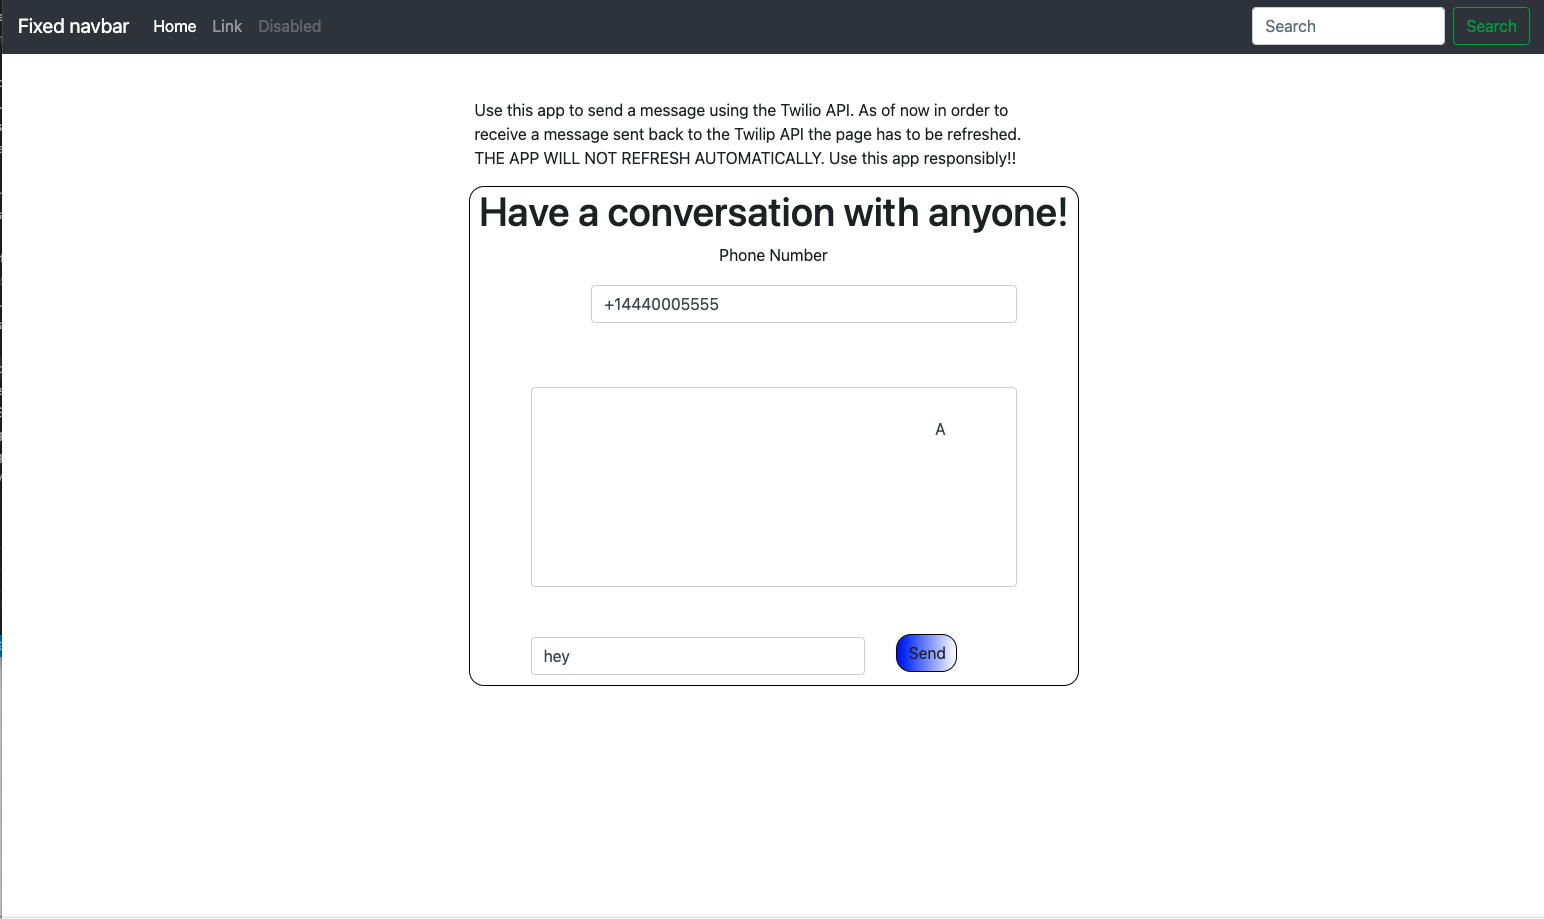 Fixed navbar Home Link Disabled Search Search
Use this app to send a message using the Twilio API. As of now in order to
receive a message sent back to the Twilip API the page has to be refreshed.
THE APP WILL NOT REFRESH AUTOMATICALLY. Use this app responsibly!!
Have a conversation with anyone!
Phone Number
+14440005555
A
hey Send